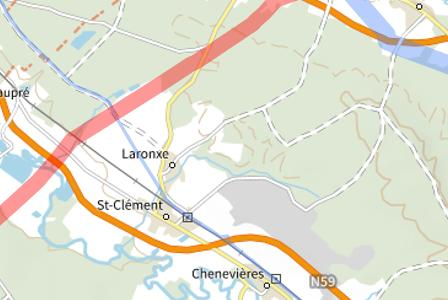 aupré
Laronxe
St-Clément
Chenevières
N59